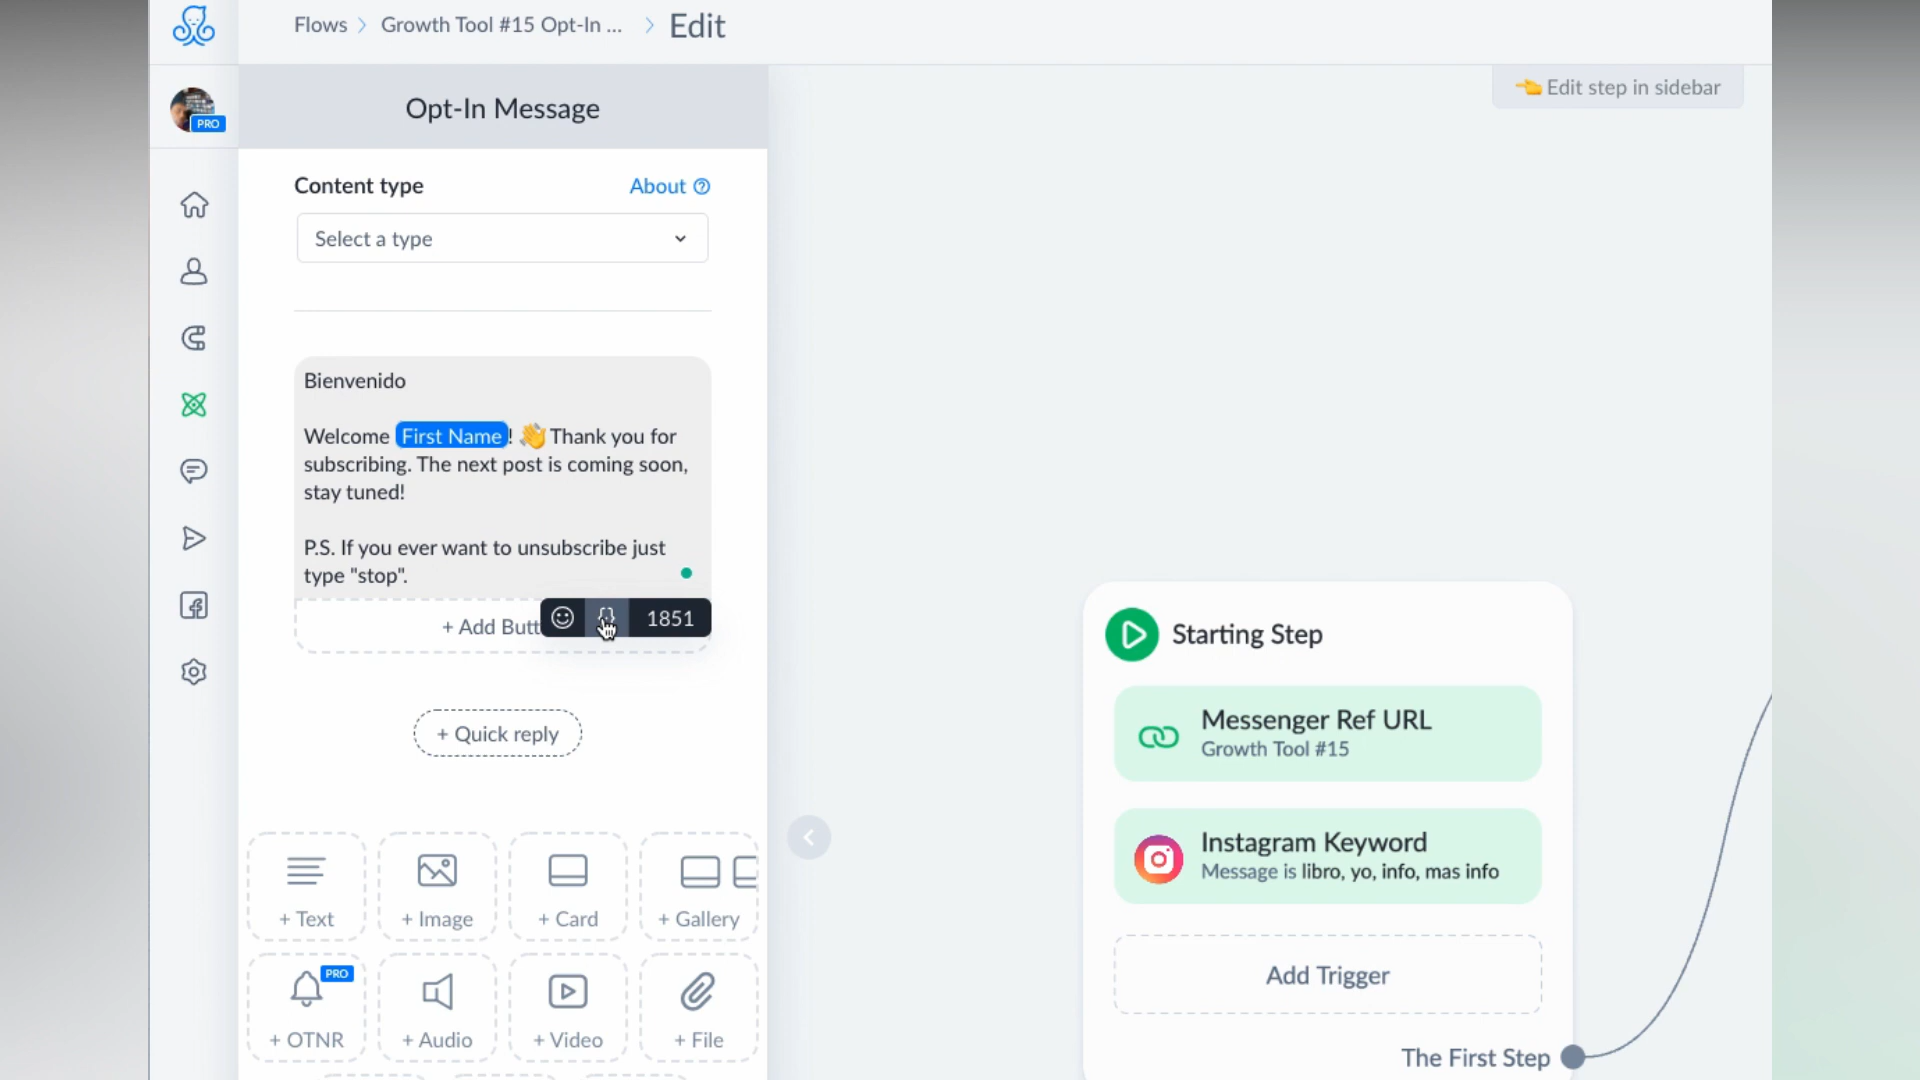 Flows > Growth Tool #15 Opt-In ... > Edit
Edit step in sidebar
PRO
Opt-In Message
Content type
About
Select a type
Bienvenido
Welcome First Name! 👋 Thank you for
subscribing. The next post is coming soon,
stay tuned!
P.S. If you ever want to unsubscribe just
type "stop".
+ Add Butt
1851
+ Quick reply
+ Text
+ Image
+ Card
+ Gallery
PRO
+ OTNR
+ Audio
+ Video
+ File
Starting Step
Messenger Ref URL
Growth Tool #15
Instagram Keyword
Message is libro, yo, info, mas info
Add Trigger
The First Step